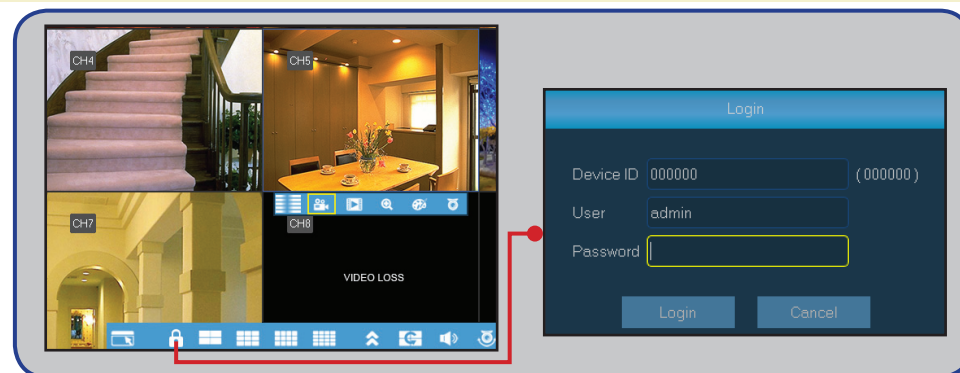 CH4
CH5
CH7
CH8
VIDEO LOSS
Login
Device ID 000000 (000000)
User admin
Password
Login Cancel